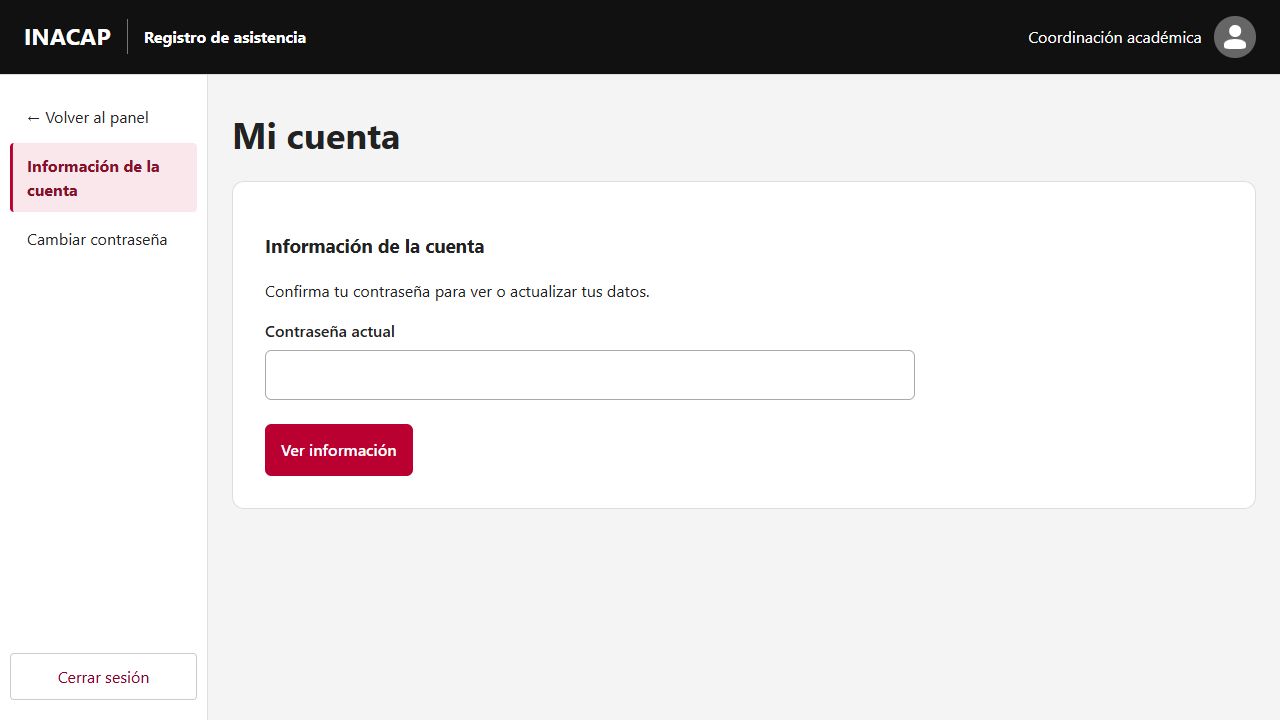 INACAP
Registro de asistencia
Coordinación académica
← Volver al panel
Información de la
cuenta
Cambiar contraseña
Cerrar sesión
Mi cuenta
Información de la cuenta
Confirma tu contraseña para ver o actualizar tus datos.
Contraseña actual
Ver información